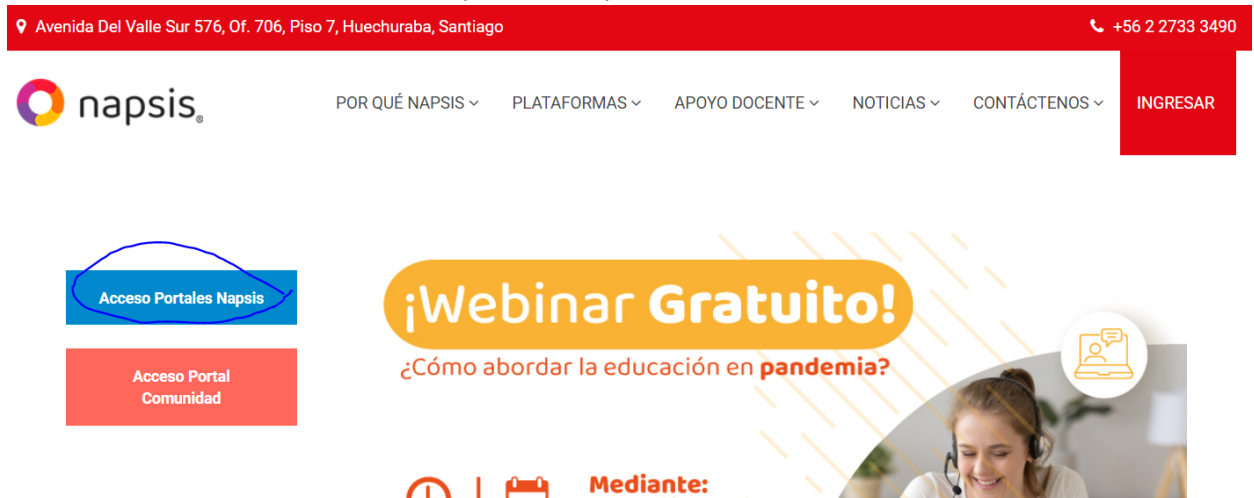 Avenida Del Valle Sur 576, Of. 706, Piso 7, Huechuraba, Santiago
+56 2 2733 3490
napsis®
POR QUÉ NAPSIS
PLATAFORMAS
APOYO DOCENTE
NOTICIAS
CONTÁCTENOS
INGRESAR
Acceso Portales Napsis
Acceso Portal
Comunidad
¡Webinar Gratuito!
¿Cómo abordar la educación en pandemia?
Mediante: